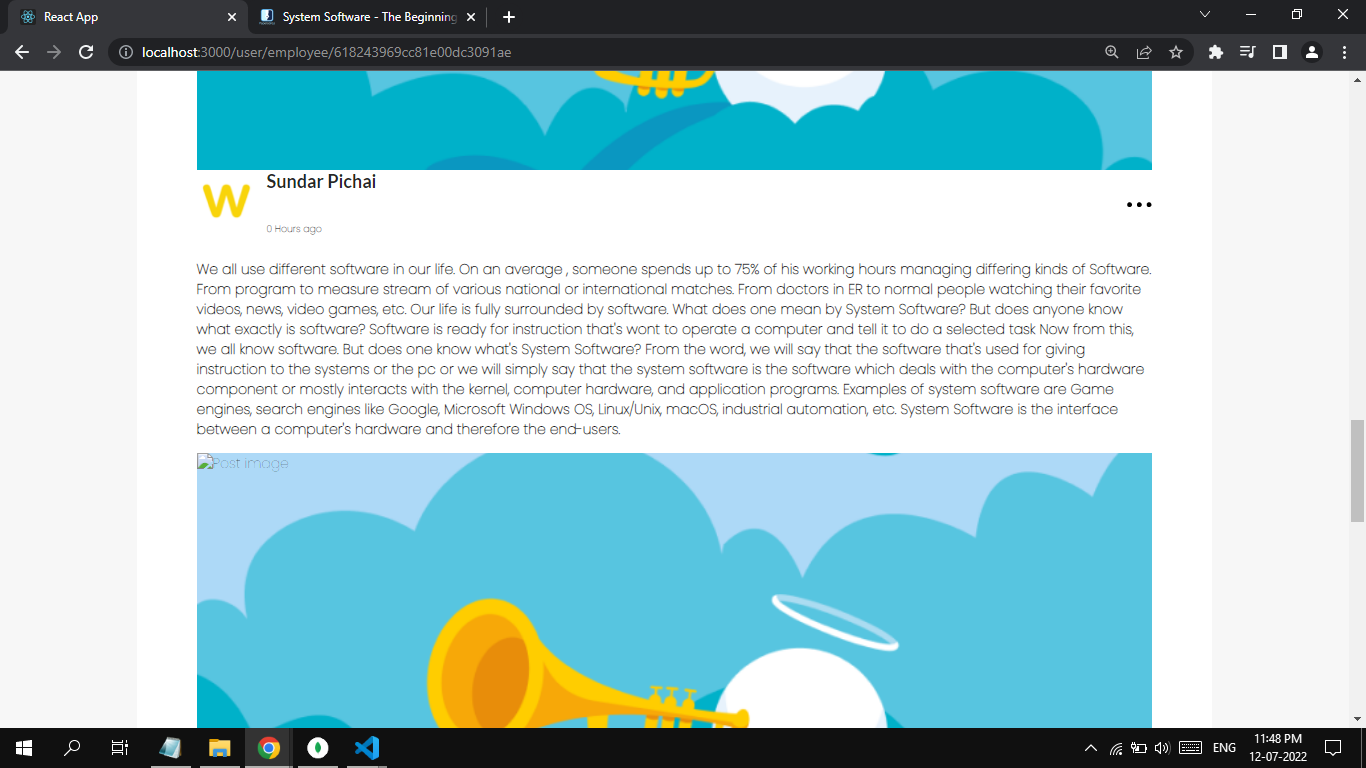 React App
System Software - The Beginning
localhost:3000/user/employee/618243969cc81e00dc3091ae
W
Sundar Pichai
0 Hours ago
We all use different software in our life. On an average , someone spends up to 75% of his working hours managing differing kinds of Software.
From program to measure stream of various national or international matches. From doctors in ER to normal people watching their favorite
videos, news, video games, etc. Our life is fully surrounded by software. What does one mean by System Software? But does anyone know
what exactly is software? Software is ready for instruction that's wont to operate a computer and tell it to do a selected task Now from this,
we all know software. But does one know what's System Software? From the word, we will say that the software that's used for giving
instruction to the systems or the pc or we will simply say that the system software is the software which deals with the computer's hardware
component or mostly interacts with the kernel, computer hardware, and application programs. Examples of system software are Game
engines, search engines like Google, Microsoft Windows OS, Linux/Unix, macOS, industrial automation, etc. System Software is the interface
between a computer's hardware and therefore the end-users.
Post image
ENG
11:48 PM
12-07-2022